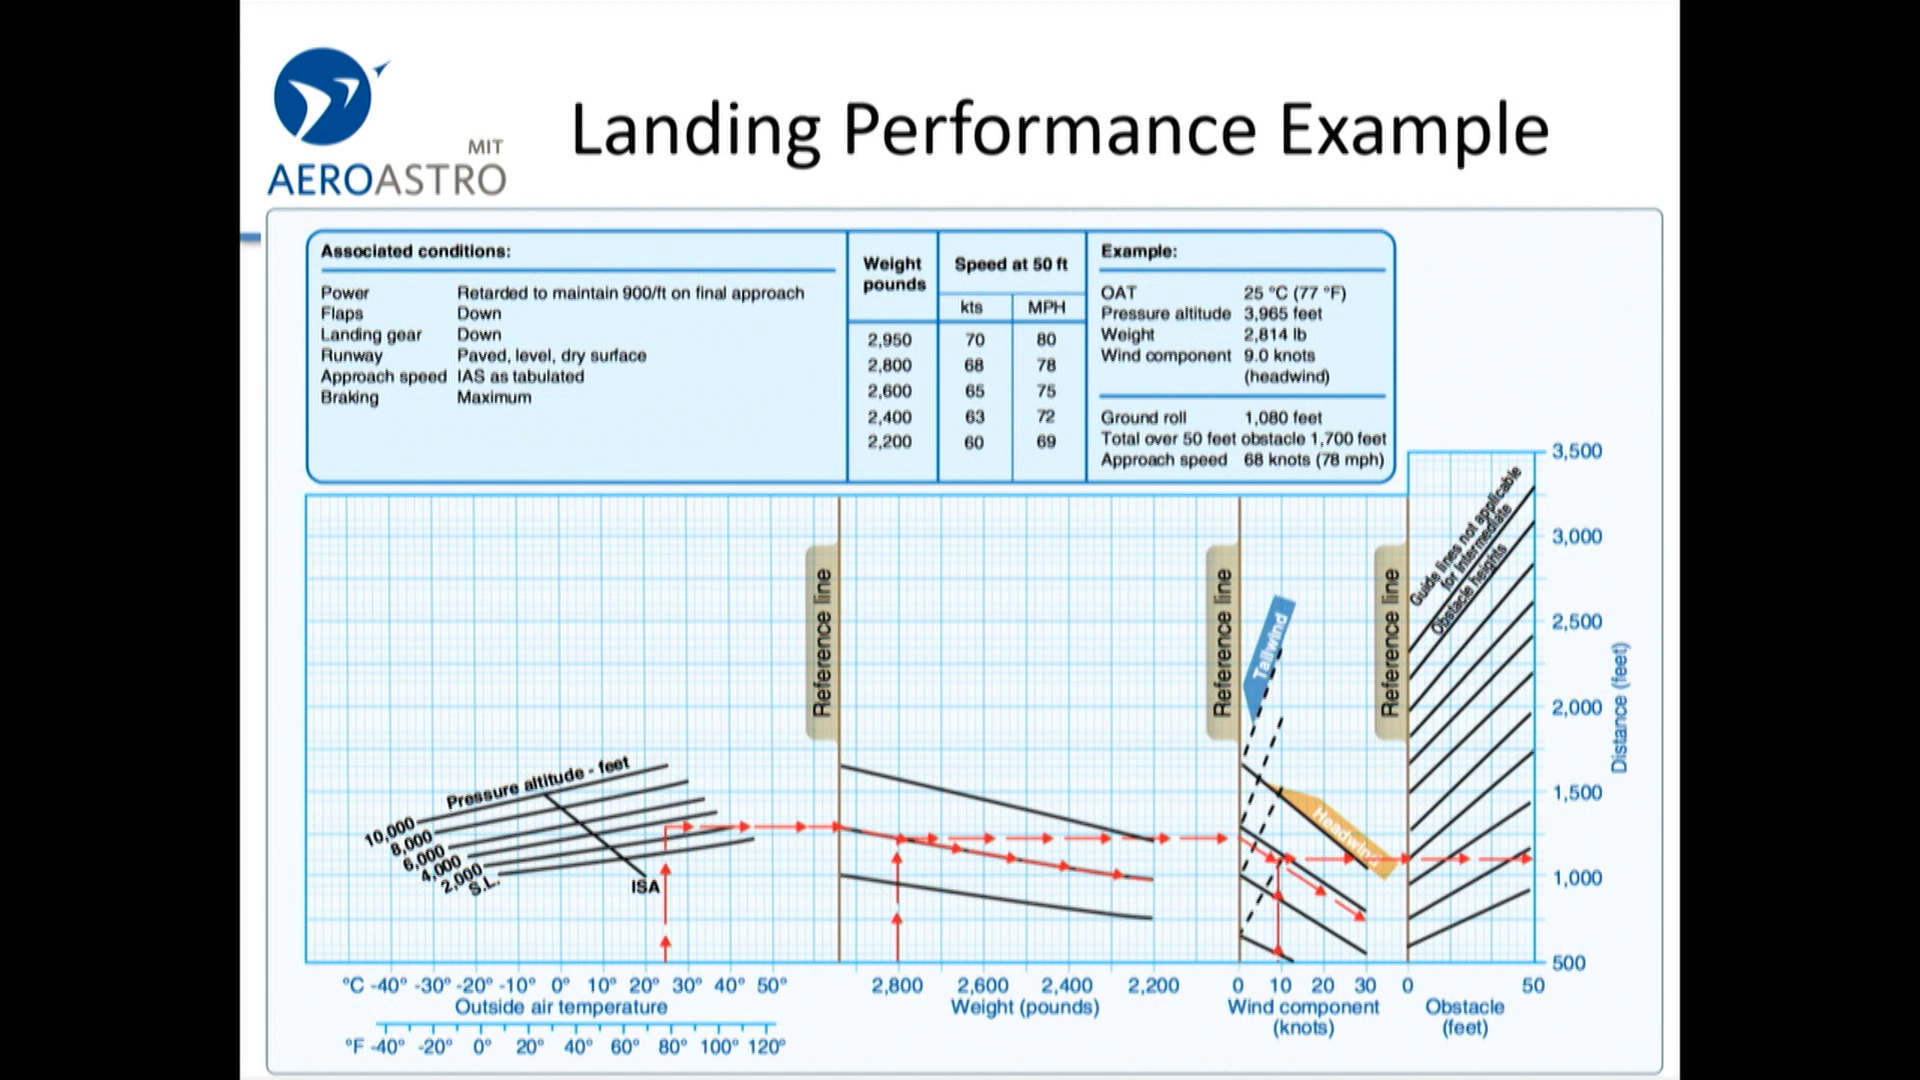 MIT
AEROASTRO
Landing Performance Example
Associated conditions:
Power Retarded to maintain 900/ft on final approach
Flaps Down
Landing gear Down
Runway Paved, level, dry surface
Approach speed IAS as tabulated
Braking Maximum
Weight pounds
Speed at 50 ft
kts MPH
2,950 70 80
2,800 68 78
2,600 65 75
2,400 63 72
2,200 60 69
Example:
OAT 25 °C (77 °F)
Pressure altitude 3,965 feet
Weight 2,814 lb
Wind component 9.0 knots
(headwind)
Ground roll 1,080 feet
Total over 50 feet obstacle 1,700 feet
Approach speed 68 knots (78 mph)
Pressure altitude - feet
10,000
8,000
6,000
4,000
2,000
S.L.
ISA
Reference line
Reference line
Tailwind
Headwind
Reference line
Guide lines not applicable
for intermediate
Obstacle heights
3,500
3,000
2,500
2,000
1,500
1,000
500
Distance (feet)
°C -40° -30° -20° -10° 0° 10° 20° 30° 40° 50°
Outside air temperature
°F -40° -20° 0° 20° 40° 60° 80° 100° 120°
2,800 2,600 2,400 2,200
Weight (pounds)
0 10 20 30
Wind component
(knots)
0 50
Obstacle
(feet)